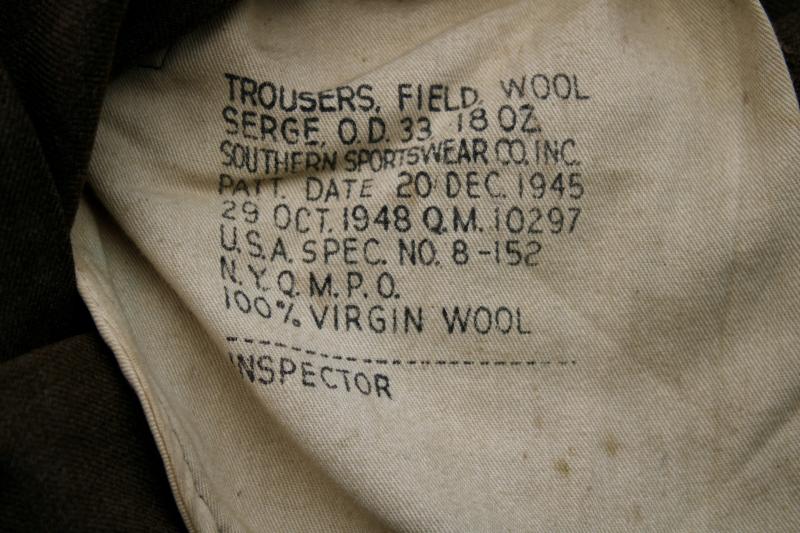 TROUSERS, FIELD, WOOL
SERGE, O.D. 33 18 OZ.
SOUTHERN SPORTSWEAR CO. INC.
PATT. DATE 20 DEC. 1945
29 OCT. 1948 Q.M. 10297
U.S.A. SPEC. NO. 8-152
N.Y.Q.M.P.O.
100% VIRGIN WOOL
INSPECTOR